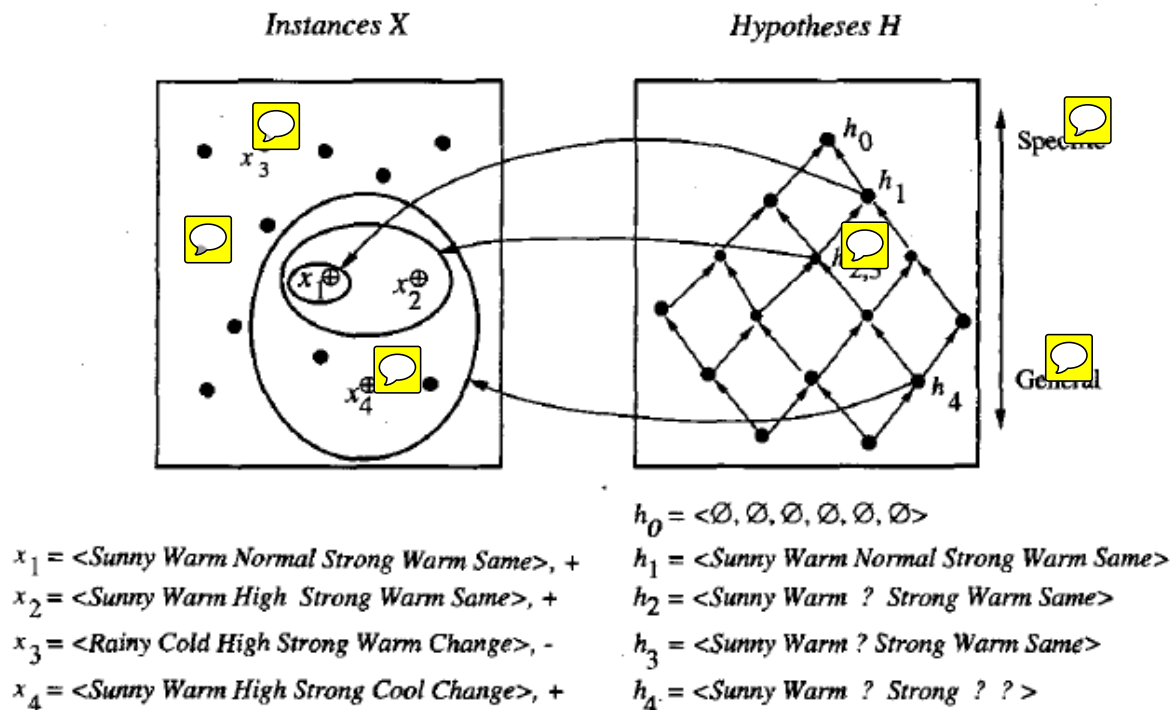 Instances X
Hypotheses H
x3
x1
x2
x4
h0
h1
h4
h0 = <∅, ∅, ∅, ∅, ∅, ∅>
x1 = <Sunny Warm Normal Strong Warm Same>, +
h1 = <Sunny Warm Normal Strong Warm Same>
x2 = <Sunny Warm High Strong Warm Same>, +
h2 = <Sunny Warm ? Strong Warm Same>
x3 = <Rainy Cold High Strong Warm Change>, -
h3 = <Sunny Warm ? Strong Warm Same>
x4 = <Sunny Warm High Strong Cool Change>, +
h4 = <Sunny Warm ? Strong ? ? >